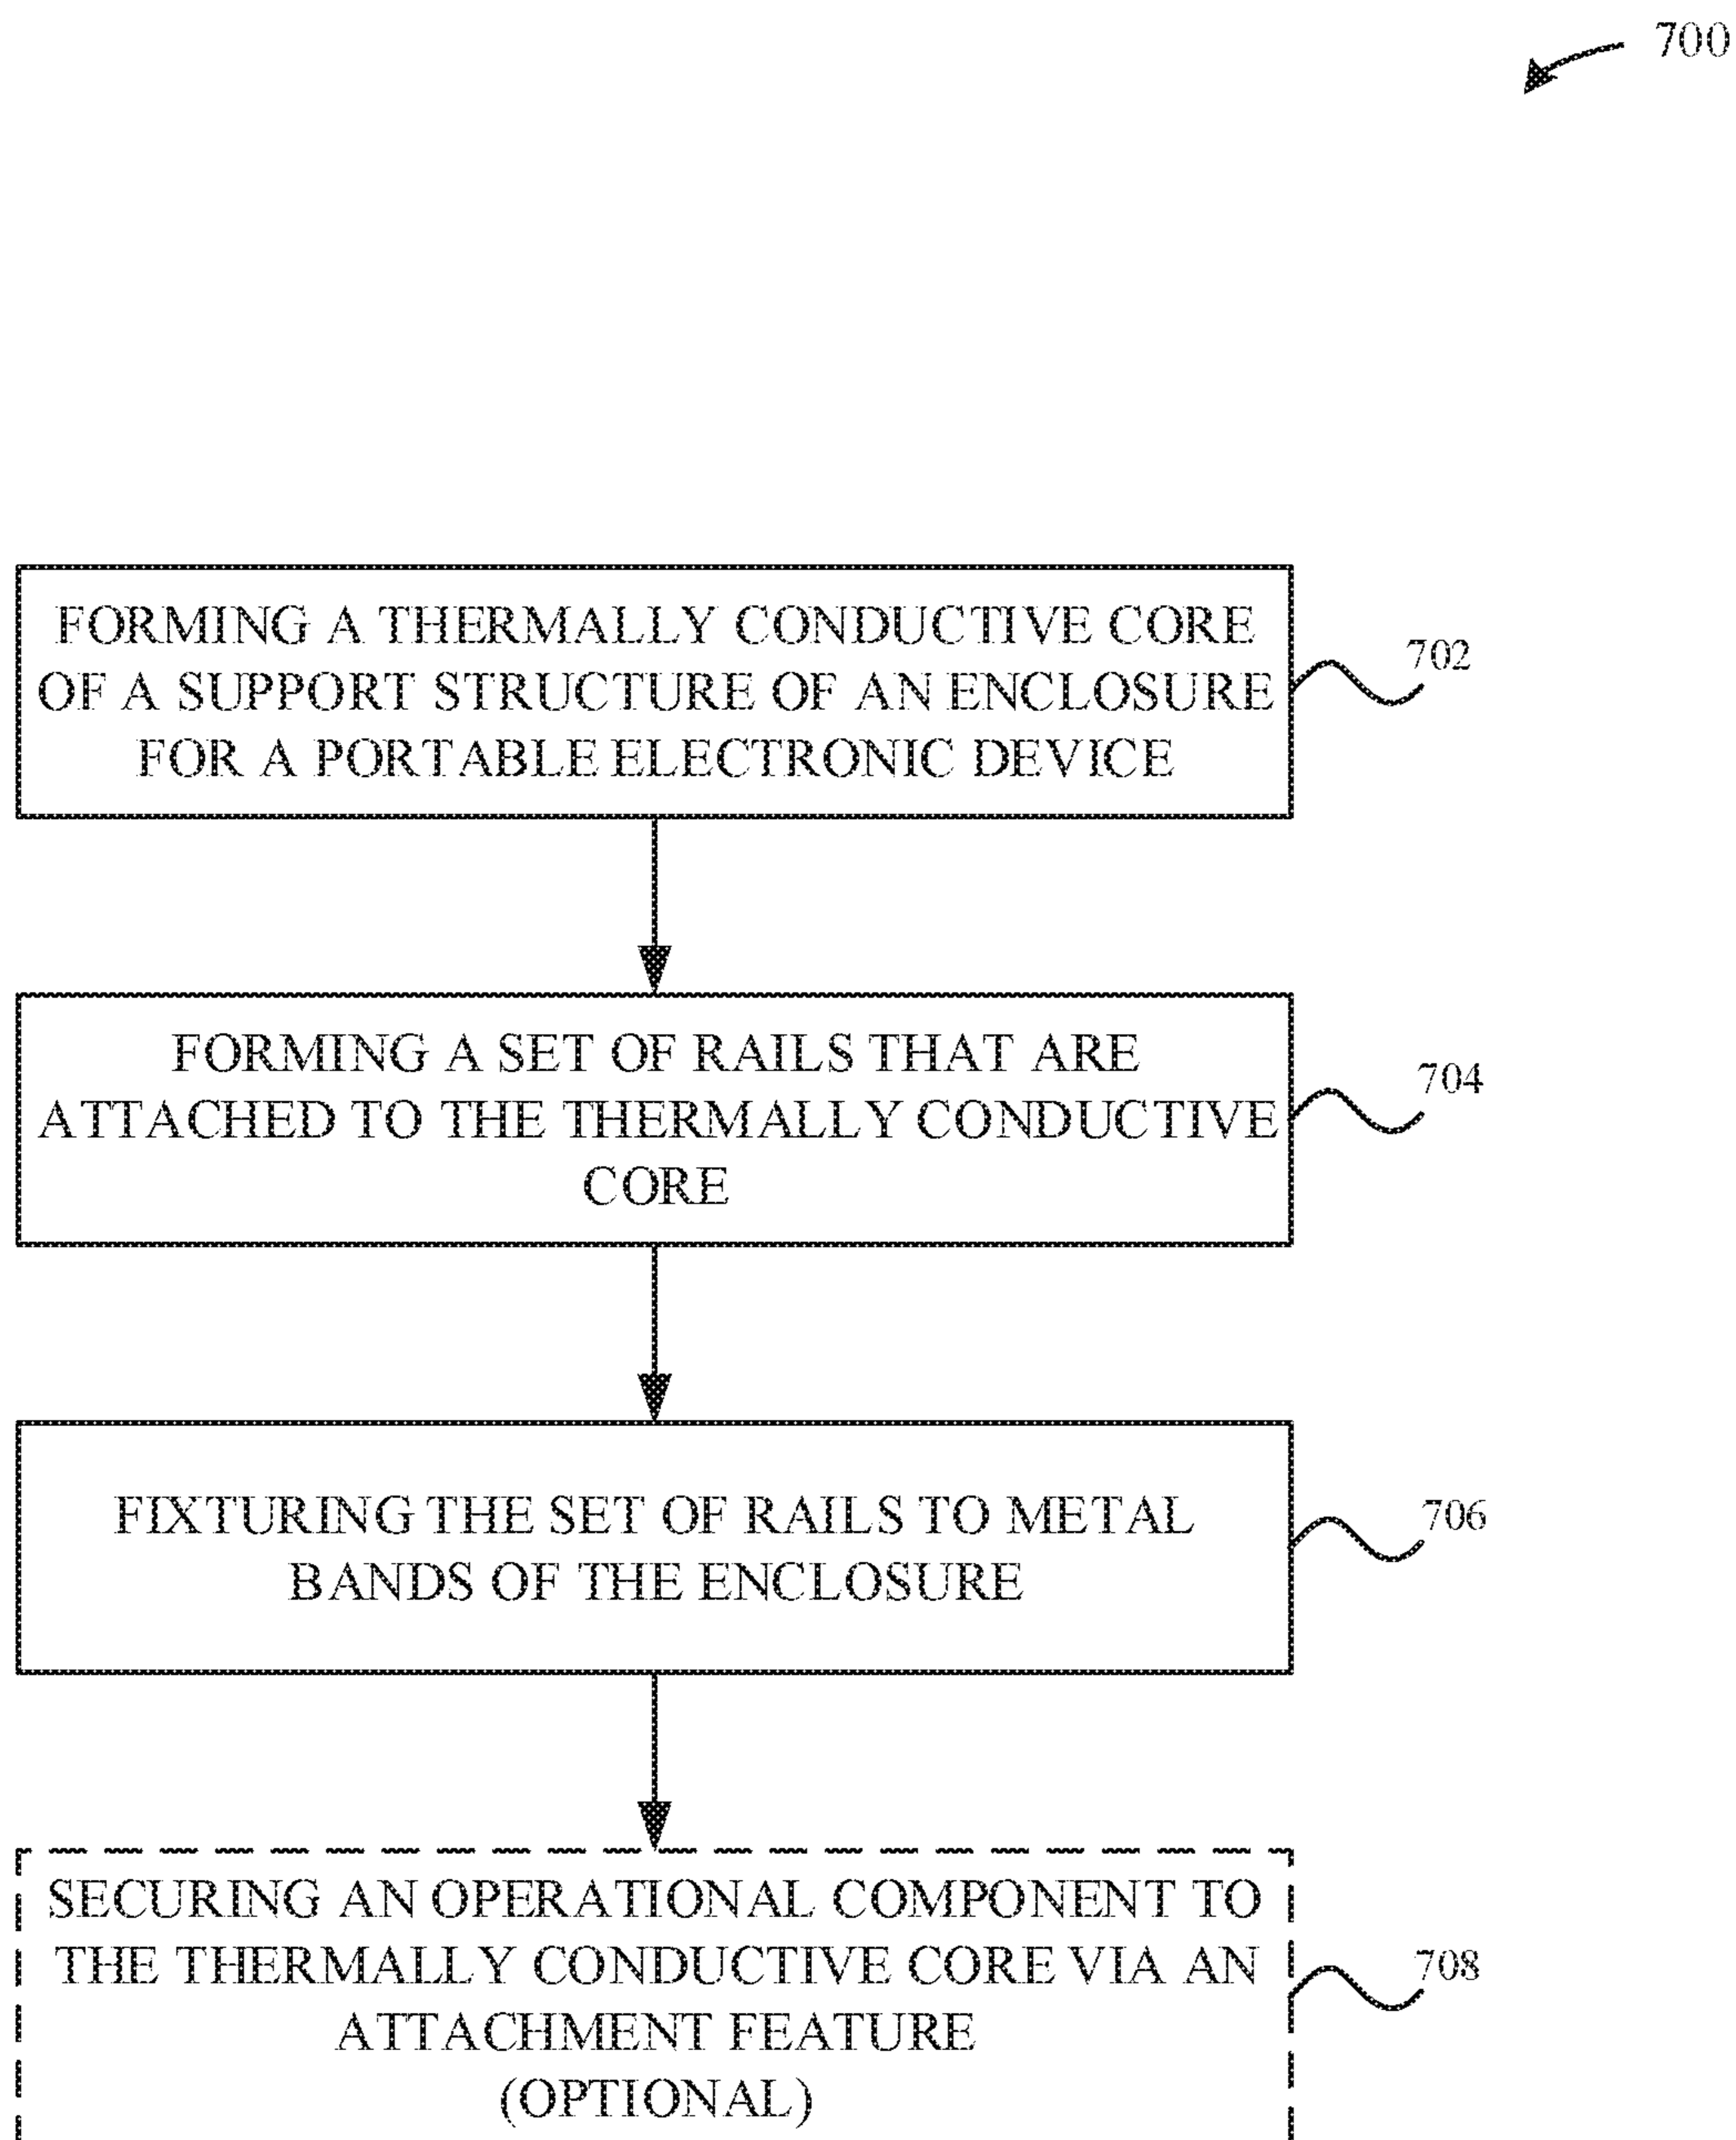 700
FORMING A THERMALLY CONDUCTIVE CORE
OF A SUPPORT STRUCTURE OF AN ENCLOSURE
FOR A PORTABLE ELECTRONIC DEVICE
702
FORMING A SET OF RAILS THAT ARE
ATTACHED TO THE THERMALLY CONDUCTIVE
CORE
704
FIXTURING THE SET OF RAILS TO METAL
BANDS OF THE ENCLOSURE
706
SECURING AN OPERATIONAL COMPONENT TO
THE THERMALLY CONDUCTIVE CORE VIA AN
ATTACHMENT FEATURE
(OPTIONAL)
708